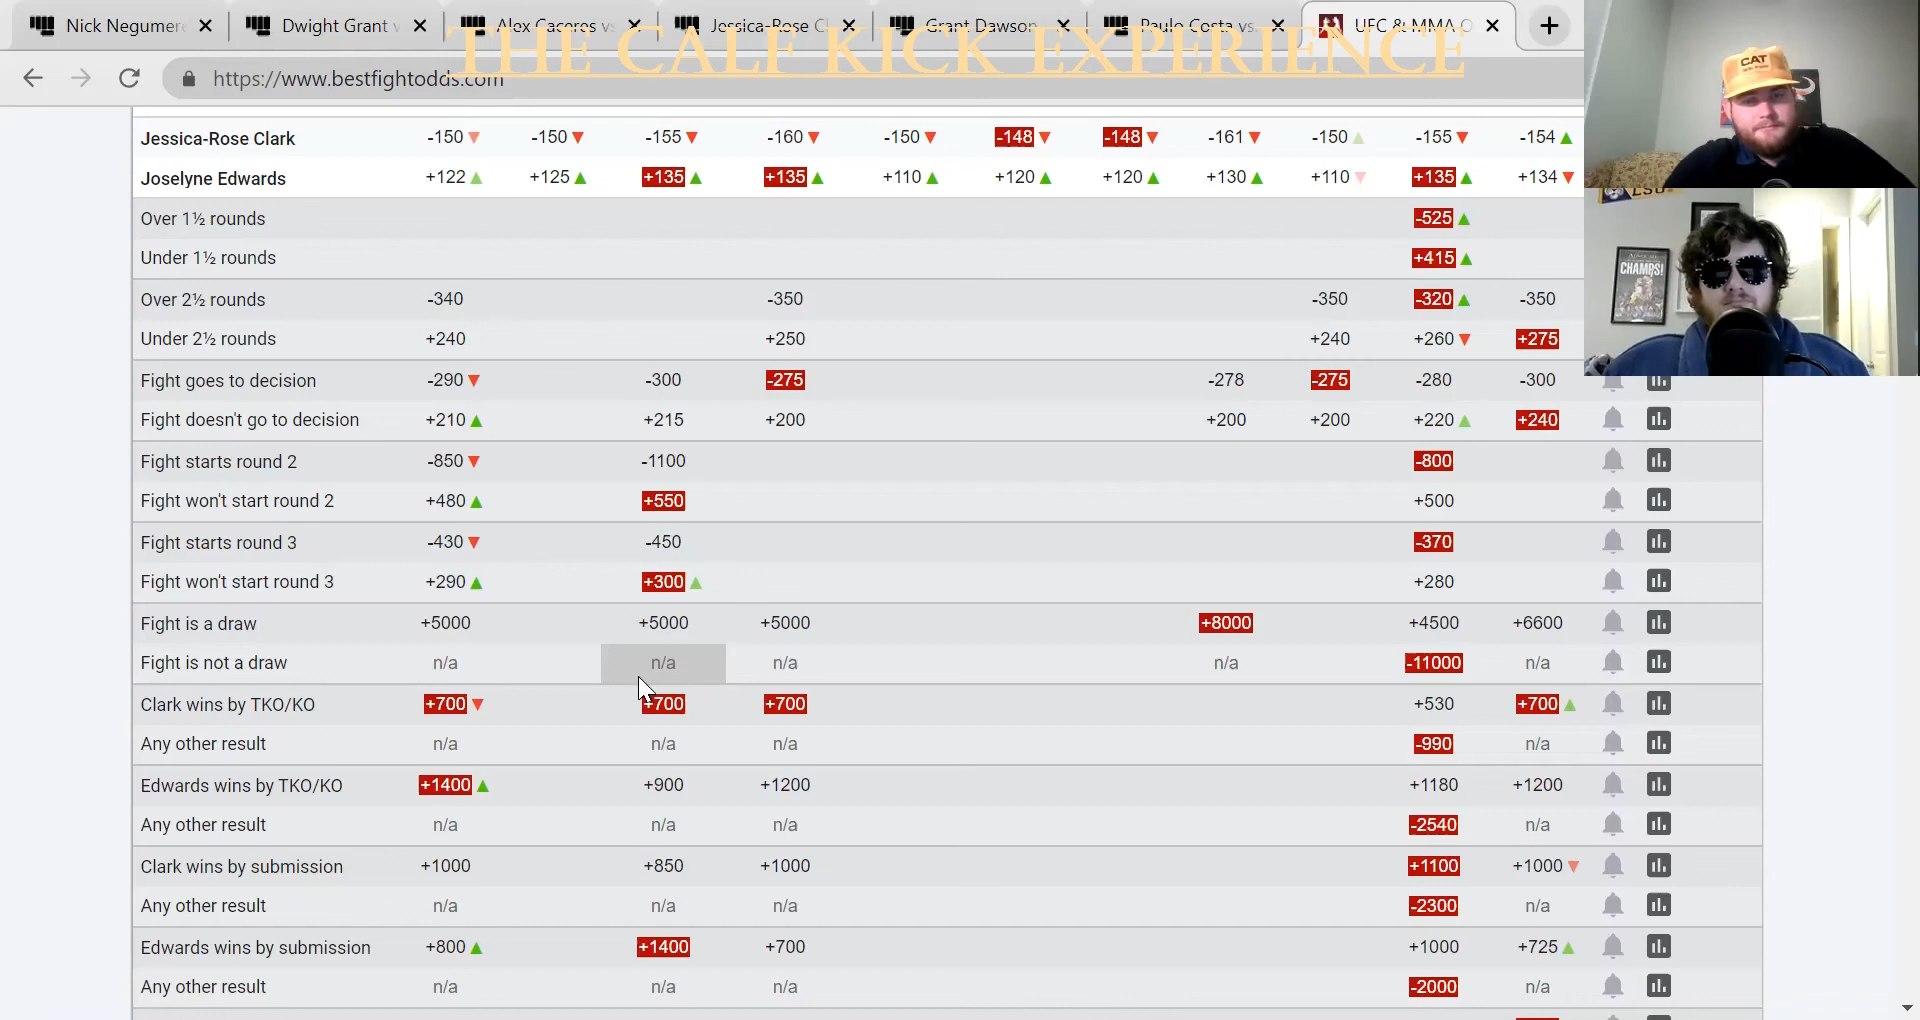 Nick Negumere
Dwight Grant v
Alex Caceres vs
Jessica-Rose Cl
Grant Dawson
Paulo Costa vs.
UFC & MMA O
THE CALF KICK EXPERIENCE
https://www.bestfightodds.com
CAT
LSU
CHAMPS!
Jessica-Rose Clark -150 -150 -155 -160 -150 -148 -148 -161 -150 -155 -154
Joselyne Edwards +122 +125 +135 +135 +110 +120 +120 +130 +110 +135 +134
Over 1½ rounds -525
Under 1½ rounds +415
Over 2½ rounds -340 -350 -350 -320 -350
Under 2½ rounds +240 +250 +240 +260 +275
Fight goes to decision -290 -300 -275 -278 -275 -280 -300
Fight doesn't go to decision +210 +215 +200 +200 +200 +220 +240
Fight starts round 2 -850 -1100 -800
Fight won't start round 2 +480 +550 +500
Fight starts round 3 -430 -450 -370
Fight won't start round 3 +290 +300 +280
Fight is a draw +5000 +5000 +5000 +8000 +4500 +6600
Fight is not a draw n/a n/a n/a n/a -11000 n/a
Clark wins by TKO/KO +700 +700 +700 +530 +700
Any other result n/a n/a n/a -990 n/a
Edwards wins by TKO/KO +1400 +900 +1200 +1180 +1200
Any other result n/a n/a n/a -2540 n/a
Clark wins by submission +1000 +850 +1000 +1100 +1000
Any other result n/a n/a n/a -2300 n/a
Edwards wins by submission +800 +1400 +700 +1000 +725
Any other result n/a n/a n/a -2000 n/a